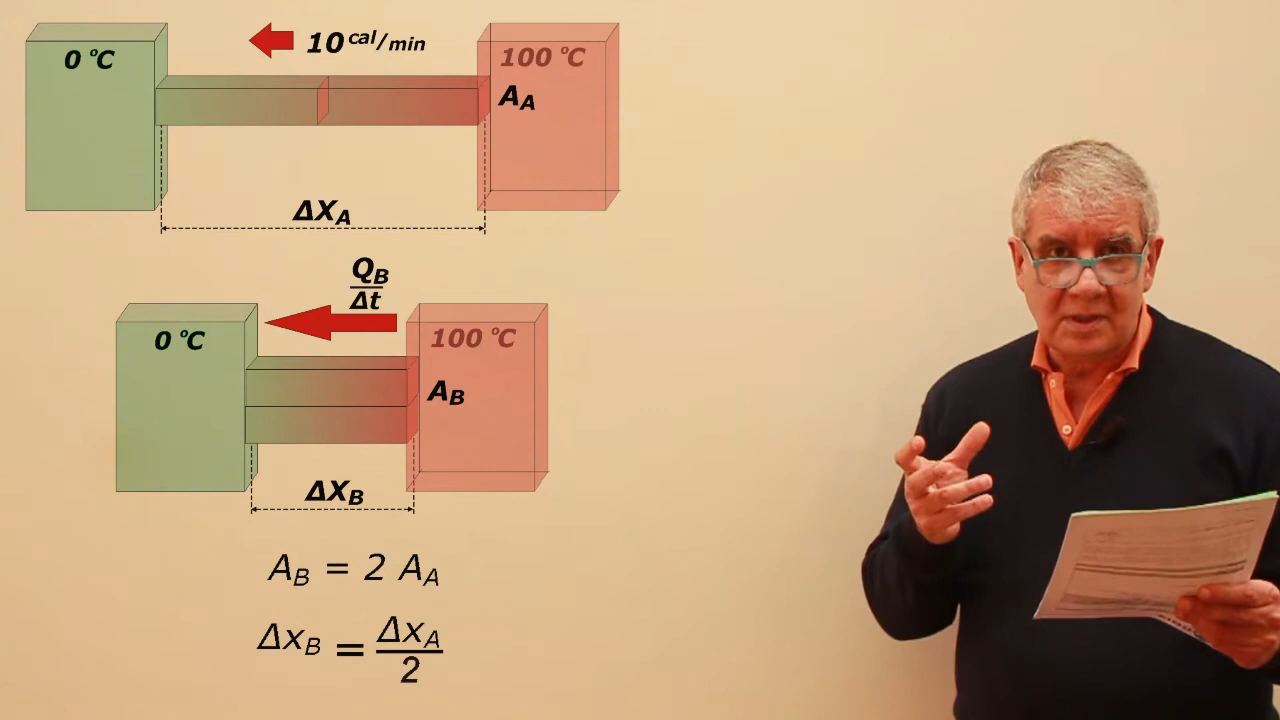 0 °C
10 cal/min
100 °C
A_A
ΔX_A
Q_B
Δt
0 °C
100 °C
A_B
ΔX_B
A_B = 2 A_A
Δx_B = Δx_A / 2